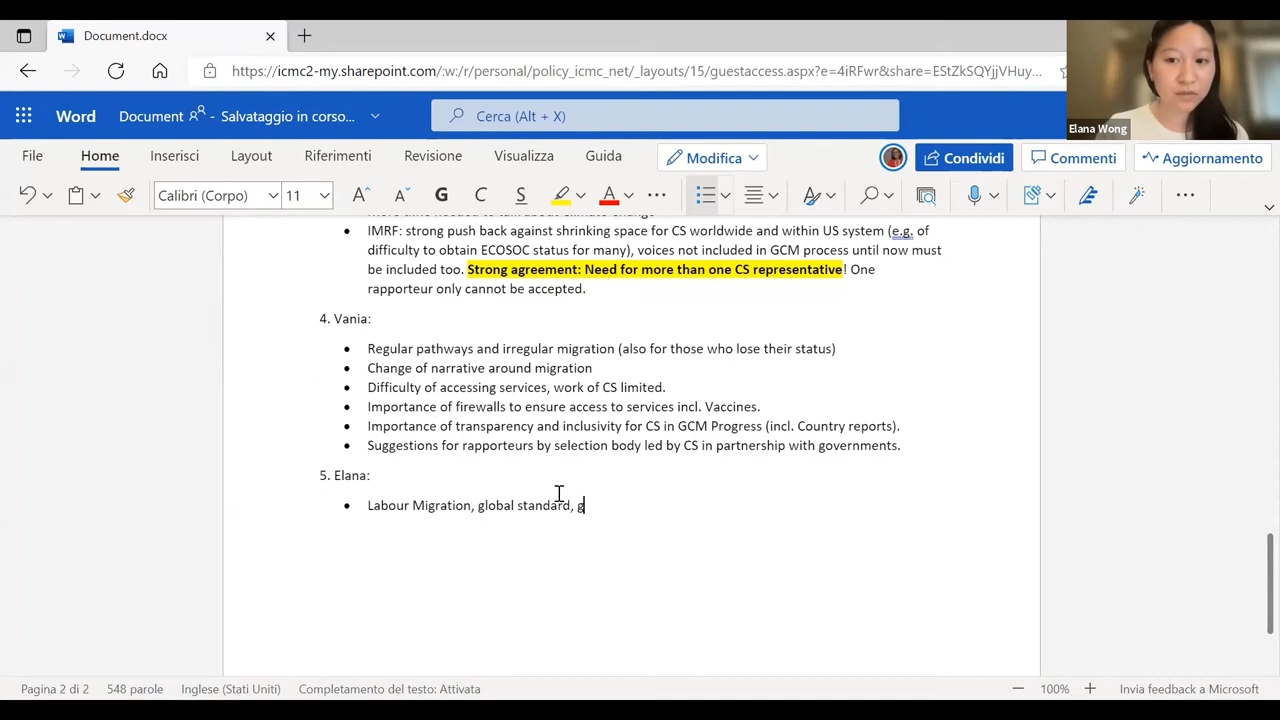 Document.docx
https://icmc2-my.sharepoint.com/:w:/r/personal/policy_icmc_net/_layouts/15/guestaccess.aspx?e=4iRFwr&share=EStZkSQYjjVHuy...
Elana Wong
Word Document - Salvataggio in corso... Cerca (Alt + X)
File Home Inserisci Layout Riferimenti Revisione Visualizza Guida Modifica Condividi Commenti Aggiornamento
Calibri (Corpo) 11 G C S A
IMRF: strong push back against shrinking space for CS worldwide and within US system (e.g. of
difficulty to obtain ECOSOC status for many), voices not included in GCM process until now must
be included too. Strong agreement: Need for more than one CS representative! One
rapporteur only cannot be accepted.
4. Vania:
Regular pathways and irregular migration (also for those who lose their status)
Change of narrative around migration
Difficulty of accessing services, work of CS limited.
Importance of firewalls to ensure access to services incl. Vaccines.
Importance of transparency and inclusivity for CS in GCM Progress (incl. Country reports).
Suggestions for rapporteurs by selection body led by CS in partnership with governments.
5. Elana:
Labour Migration, global standard, g
Pagina 2 di 2 548 parole Inglese (Stati Uniti) Completamento del testo: Attivata 100% Invia feedback a Microsoft